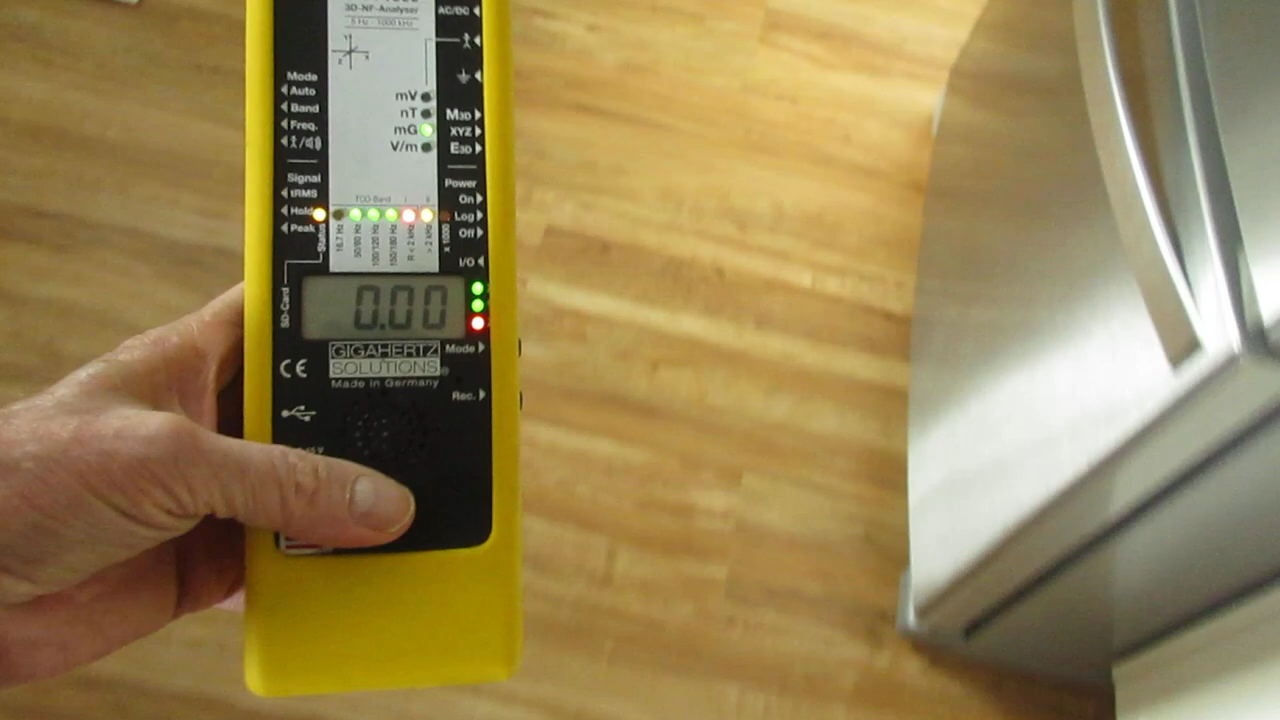 3D-NF-Analyser
5 Hz - 1000 kHz
AC/DC
Y
X
Z
Mode
Auto
Band
Freq.
mV
nT
mG
V/m
M3D
XYZ
E3D
Signal
tRMS
Hold
Peak
Status
TCO-Band
16.7 Hz
50/60 Hz
100/120 Hz
150/180 Hz
R < 2 kHz
> 2 kHz
x 1000
Power
On
Log
Off
I/O
SD-Card
0.00
GIGAHERTZ
SOLUTIONS
Made in Germany
Mode
CE
Rec.